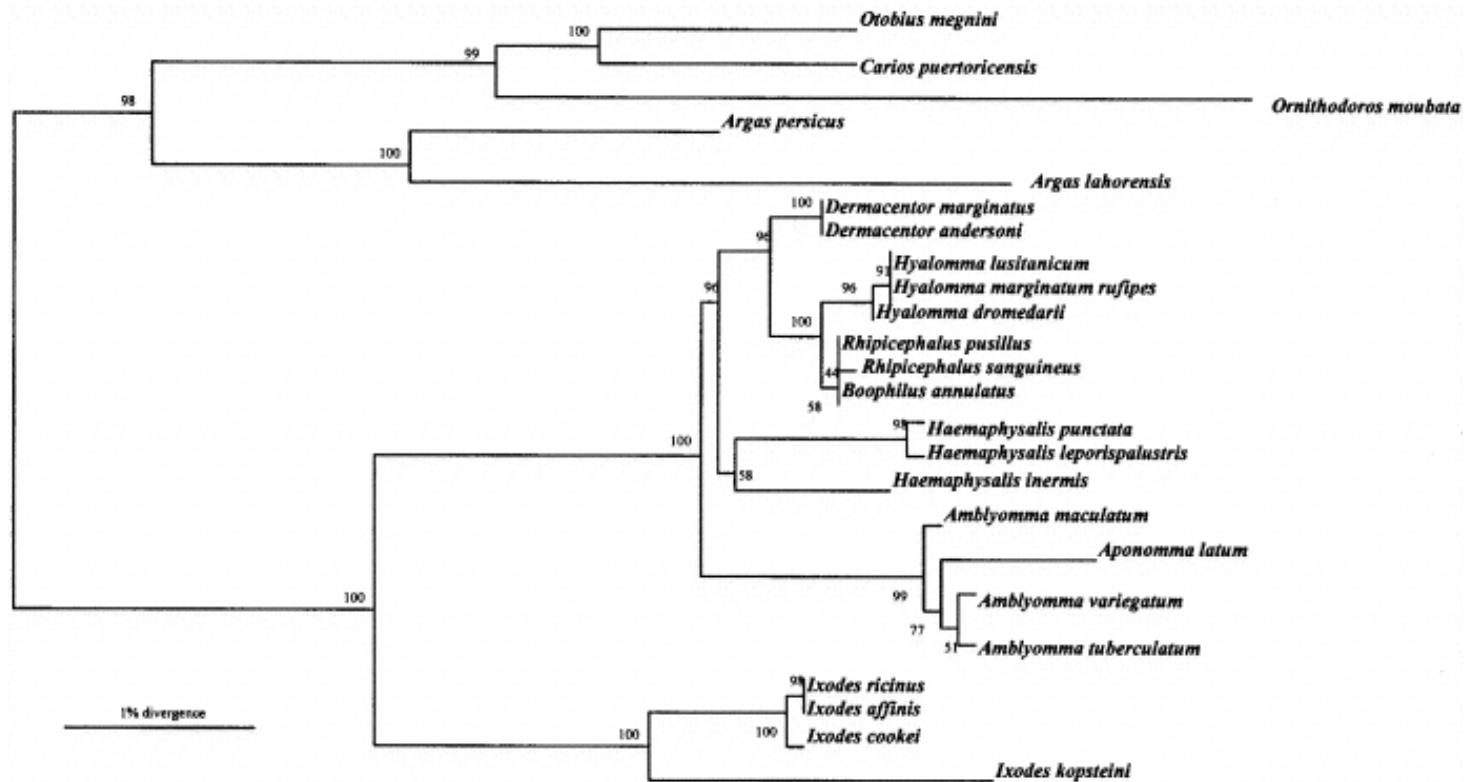 Otobius megnini
100
99
Carios puertoricensis
98
Ornithodoros moubata
Argas persicus
100
Argas lahorensis
100
Dermacentor marginatus
Dermacentor andersoni
96
Hyalomma lusitanicum
91
96
Hyalomma marginatum rufipes
96
Hyalomma dromedarii
100
Rhipicephalus pusillus
44
Rhipicephalus sanguineus
Boophilus annulatus
58
98
Haemaphysalis punctata
100
Haemaphysalis leporispalustris
58
Haemaphysalis inermis
Amblyomma maculatum
Aponomma latum
99
Amblyomma variegatum
100
77
51
Amblyomma tuberculatum
98
Ixodes ricinus
Ixodes affinis
1% divergence
100
100
Ixodes cookei
Ixodes kopsteini